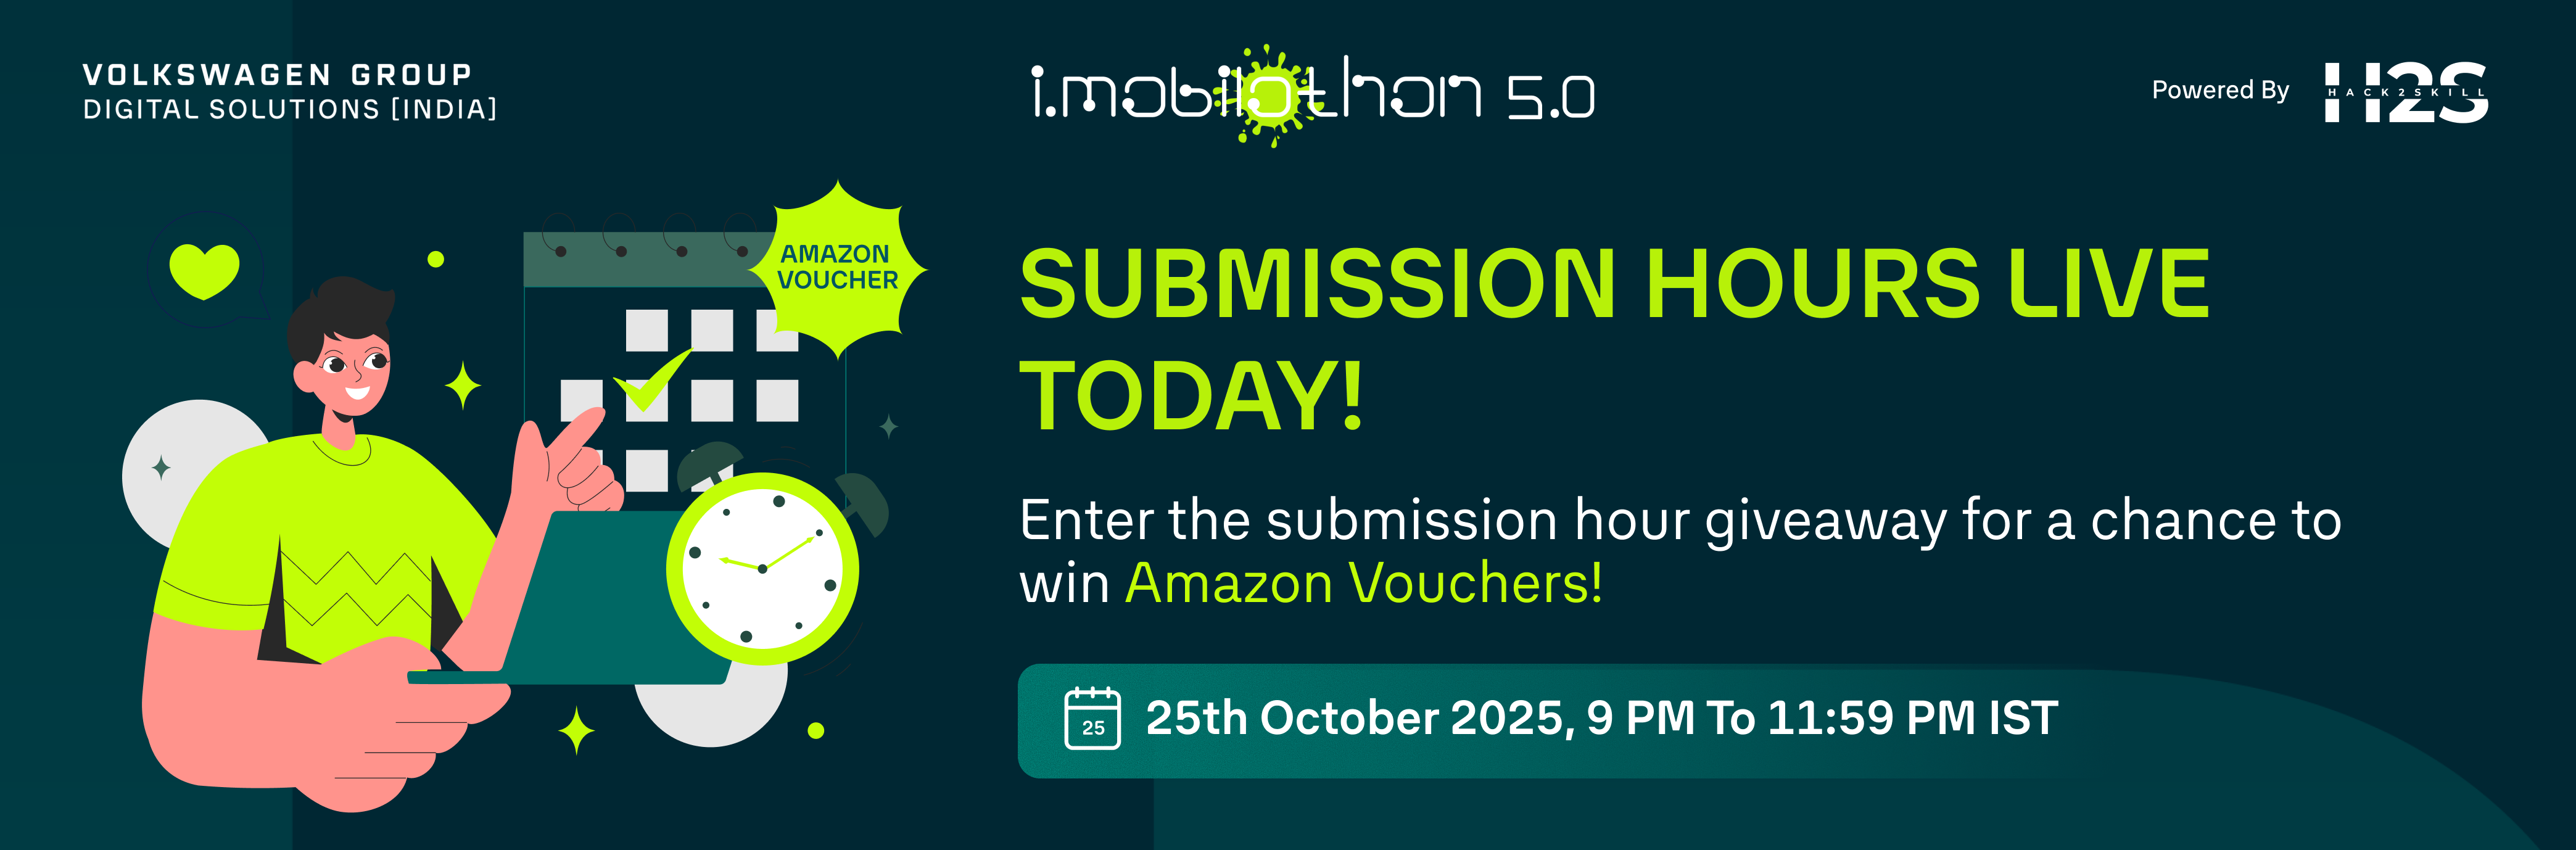 VOLKSWAGEN GROUP
DIGITAL SOLUTIONS [INDIA]
i.mobilothon 5.0
Powered By
H2S
HACK2SKILL
AMAZON
VOUCHER
SUBMISSION HOURS LIVE
TODAY!
Enter the submission hour giveaway for a chance to
win Amazon Vouchers!
25
25th October 2025, 9 PM To 11:59 PM IST